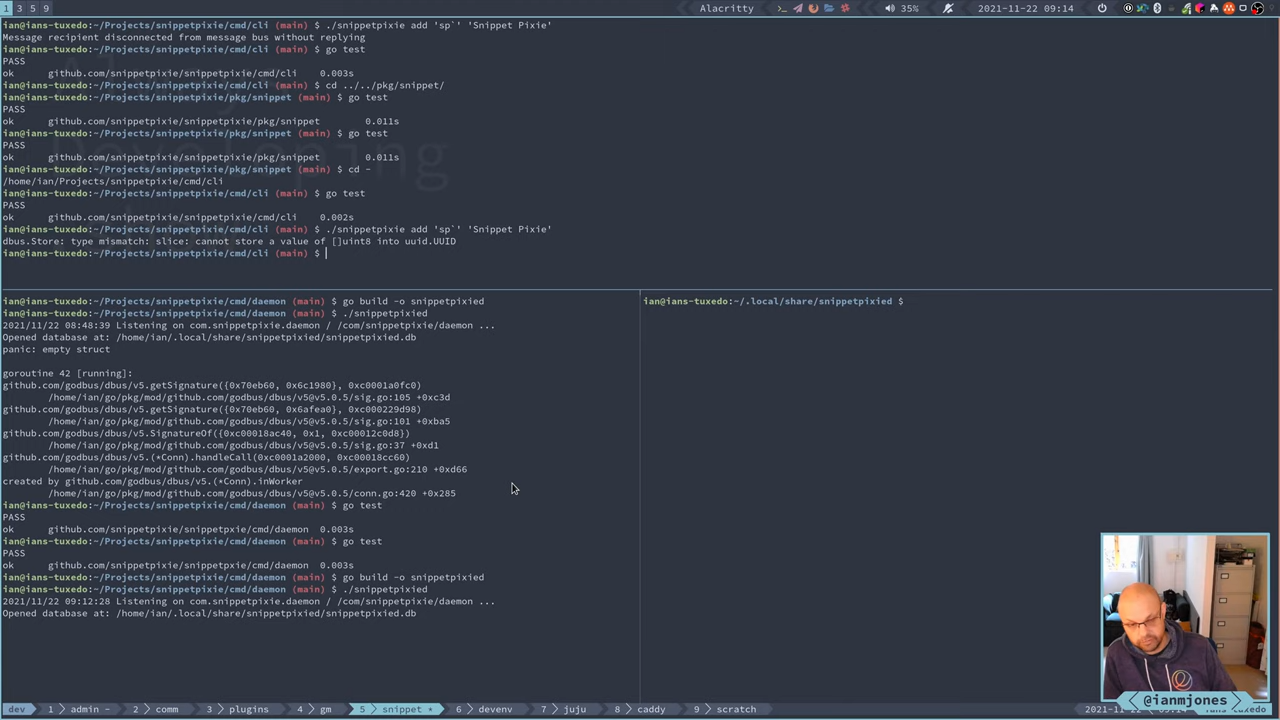 1 3 5 9
Alacritty
35%
2021-11-22 09:14
ian@ians-tuxedo:~/Projects/snippetpixie/cmd/cli (main) $ ./snippetpixie add 'sp`' 'Snippet Pixie'
Message recipient disconnected from message bus without replying
ian@ians-tuxedo:~/Projects/snippetpixie/cmd/cli (main) $ go test
PASS
ok github.com/snippetpixie/snippetpixie/cmd/cli 0.003s
ian@ians-tuxedo:~/Projects/snippetpixie/cmd/cli (main) $ cd ../../pkg/snippet/
ian@ians-tuxedo:~/Projects/snippetpixie/pkg/snippet (main) $ go test
PASS
ok github.com/snippetpixie/snippetpixie/pkg/snippet 0.011s
ian@ians-tuxedo:~/Projects/snippetpixie/pkg/snippet (main) $ go test
PASS
ok github.com/snippetpixie/snippetpixie/pkg/snippet 0.011s
ian@ians-tuxedo:~/Projects/snippetpixie/pkg/snippet (main) $ cd -
/home/ian/Projects/snippetpixie/cmd/cli
ian@ians-tuxedo:~/Projects/snippetpixie/cmd/cli (main) $ go test
PASS
ok github.com/snippetpixie/snippetpixie/cmd/cli 0.002s
ian@ians-tuxedo:~/Projects/snippetpixie/cmd/cli (main) $ ./snippetpixie add 'sp`' 'Snippet Pixie'
dbus.Store: type mismatch: slice: cannot store a value of []uint8 into uuid.UUID
ian@ians-tuxedo:~/Projects/snippetpixie/cmd/cli (main) $
Developing
ian@ians-tuxedo:~/Projects/snippetpixie/cmd/daemon (main) $ go build -o snippetpixied
ian@ians-tuxedo:~/Projects/snippetpixie/cmd/daemon (main) $ ./snippetpixied
2021/11/22 08:48:39 Listening on com.snippetpixie.daemon / /com/snippetpixie/daemon ...
Opened database at: /home/ian/.local/share/snippetpixied/snippetpixied.db
panic: empty struct
goroutine 42 [running]:
github.com/godbus/dbus/v5.getSignature({0x70eb60, 0x6c1980}, 0xc0001a0fc0)
/home/ian/go/pkg/mod/github.com/godbus/dbus/v5@v5.0.5/sig.go:105 +0xc3d
github.com/godbus/dbus/v5.getSignature({0x70eb60, 0x6afea0}, 0xc000229d98)
/home/ian/go/pkg/mod/github.com/godbus/dbus/v5@v5.0.5/sig.go:101 +0xba5
github.com/godbus/dbus/v5.SignatureOf({0xc00018ac40, 0x1, 0xc00012c0d8})
/home/ian/go/pkg/mod/github.com/godbus/dbus/v5@v5.0.5/sig.go:37 +0xd1
github.com/godbus/dbus/v5.(*Conn).handleCall(0xc0001a2000, 0xc00018cc60)
/home/ian/go/pkg/mod/github.com/godbus/dbus/v5@v5.0.5/export.go:210 +0xd66
created by github.com/godbus/dbus/v5.(*Conn).inWorker
/home/ian/go/pkg/mod/github.com/godbus/dbus/v5@v5.0.5/conn.go:420 +0x285
ian@ians-tuxedo:~/Projects/snippetpixie/cmd/daemon (main) $ go test
PASS
ok github.com/snippetpixie/snippetpxie/cmd/daemon 0.003s
ian@ians-tuxedo:~/Projects/snippetpixie/cmd/daemon (main) $ go test
PASS
ok github.com/snippetpixie/snippetpxie/cmd/daemon 0.003s
ian@ians-tuxedo:~/Projects/snippetpixie/cmd/daemon (main) $ go build -o snippetpixied
ian@ians-tuxedo:~/Projects/snippetpixie/cmd/daemon (main) $ ./snippetpixied
2021/11/22 09:12:28 Listening on com.snippetpixie.daemon / /com/snippetpixie/daemon ...
Opened database at: /home/ian/.local/share/snippetpixied/snippetpixied.db
ian@ians-tuxedo:~/.local/share/snippetpixied $
@ianmjones
dev 1 admin - 2 comm 3 plugins 4 gm 5 snippet * 6 devenv 7 juju 8 caddy 9 scratch